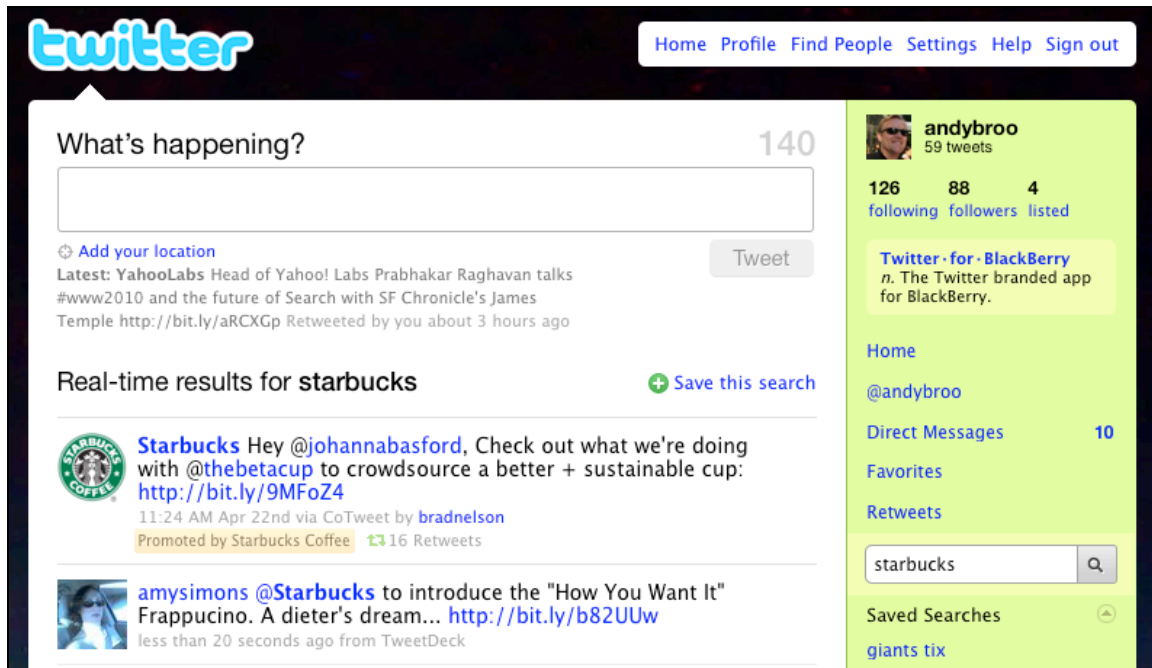 twitter
Home Profile Find People Settings Help Sign out
What's happening?
140
Add your location
Latest: YahooLabs Head of Yahoo! Labs Prabhakar Raghavan talks
#www2010 and the future of Search with SF Chronicle's James
Temple http://bit.ly/aRCXGp Retweeted by you about 3 hours ago
Tweet
Real-time results for starbucks
Save this search
STARBUCKS
COFFEE
Starbucks Hey @johannabasford, Check out what we're doing
with @thebetacup to crowdsource a better + sustainable cup:
http://bit.ly/9MFoZ4
11:24 AM Apr 22nd via CoTweet by bradnelson
Promoted by Starbucks Coffee 16 Retweets
amysimons @Starbucks to introduce the "How You Want It"
Frappucino. A dieter's dream... http://bit.ly/b82UUw
less than 20 seconds ago from TweetDeck
andybroo
59 tweets
126 88 4
following followers listed
Twitter·for·BlackBerry
n. The Twitter branded app
for BlackBerry.
Home
@andybroo
Direct Messages 10
Favorites
Retweets
starbucks
Saved Searches
giants tix